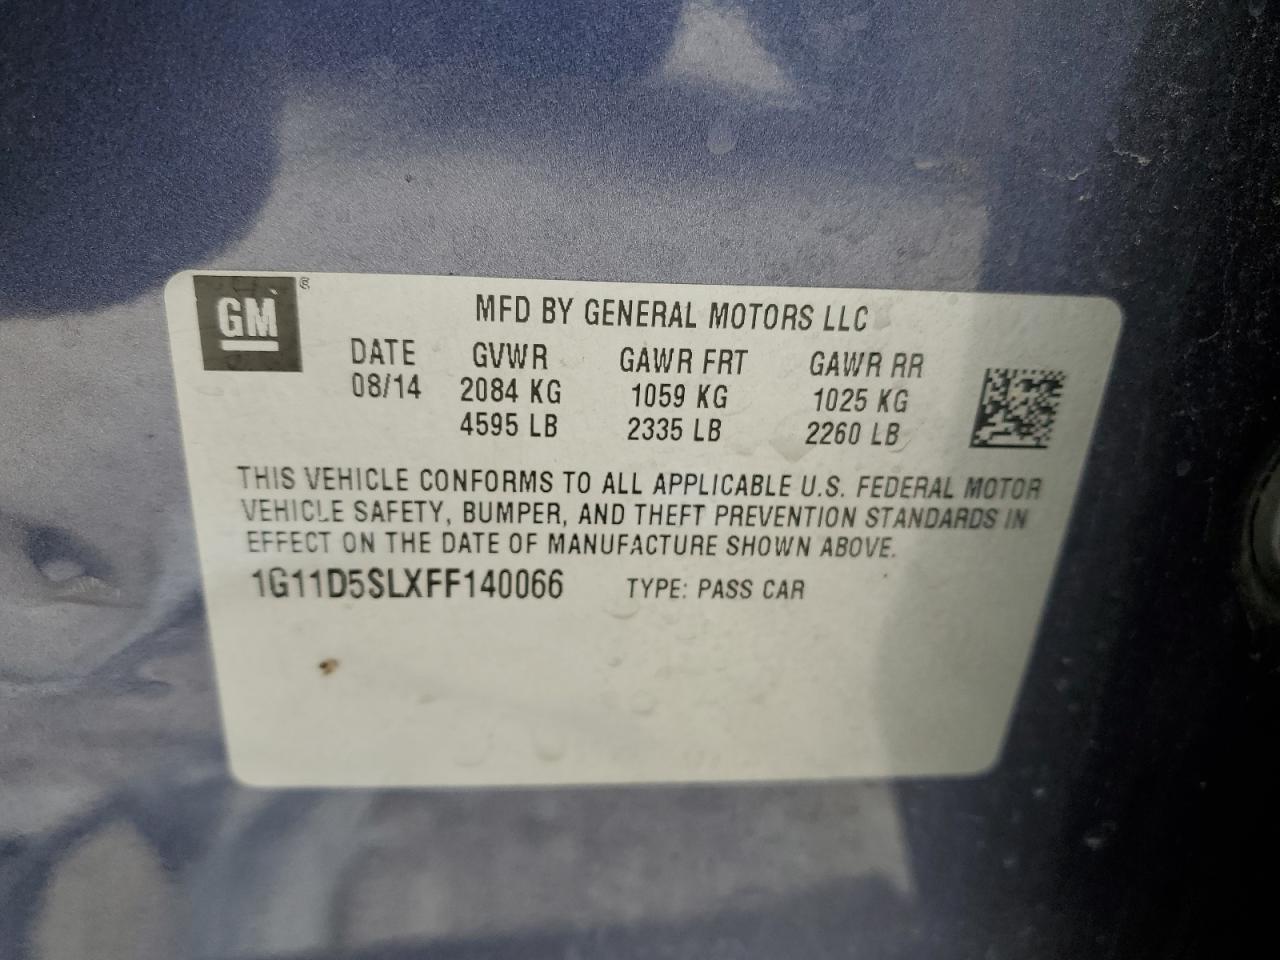 GM
MFD BY GENERAL MOTORS LLC
DATE GVWR GAWR FRT GAWR RR
08/14 2084 KG 1059 KG 1025 KG
4595 LB 2335 LB 2260 LB
THIS VEHICLE CONFORMS TO ALL APPLICABLE U.S. FEDERAL MOTOR
VEHICLE SAFETY, BUMPER, AND THEFT PREVENTION STANDARDS IN
EFFECT ON THE DATE OF MANUFACTURE SHOWN ABOVE.
1G11D5SLXFF140066 TYPE: PASS CAR